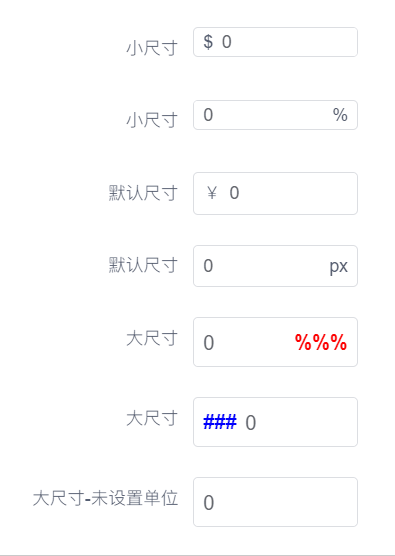 小尺寸 $ 0
小尺寸 0 %
默认尺寸 ¥ 0
默认尺寸 0 px
大尺寸 0 %%%
大尺寸 ### 0
大尺寸-未设置单位 0